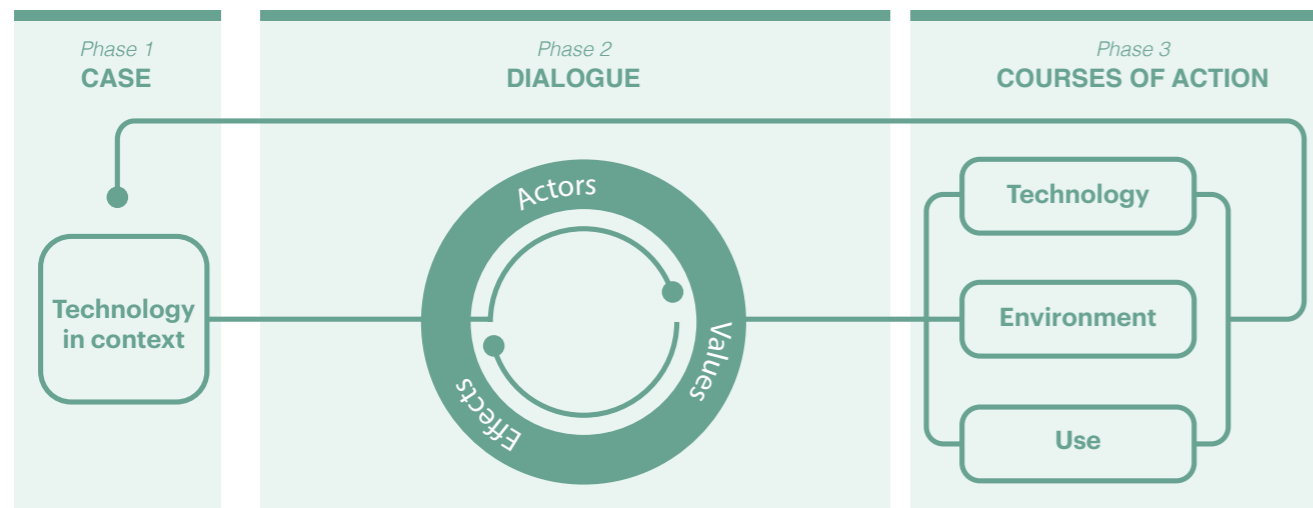 Phase 1
CASE
Technology
in context
Phase 2
DIALOGUE
Actors
Values
Effects
Phase 3
COURSES OF ACTION
Technology
Environment
Use